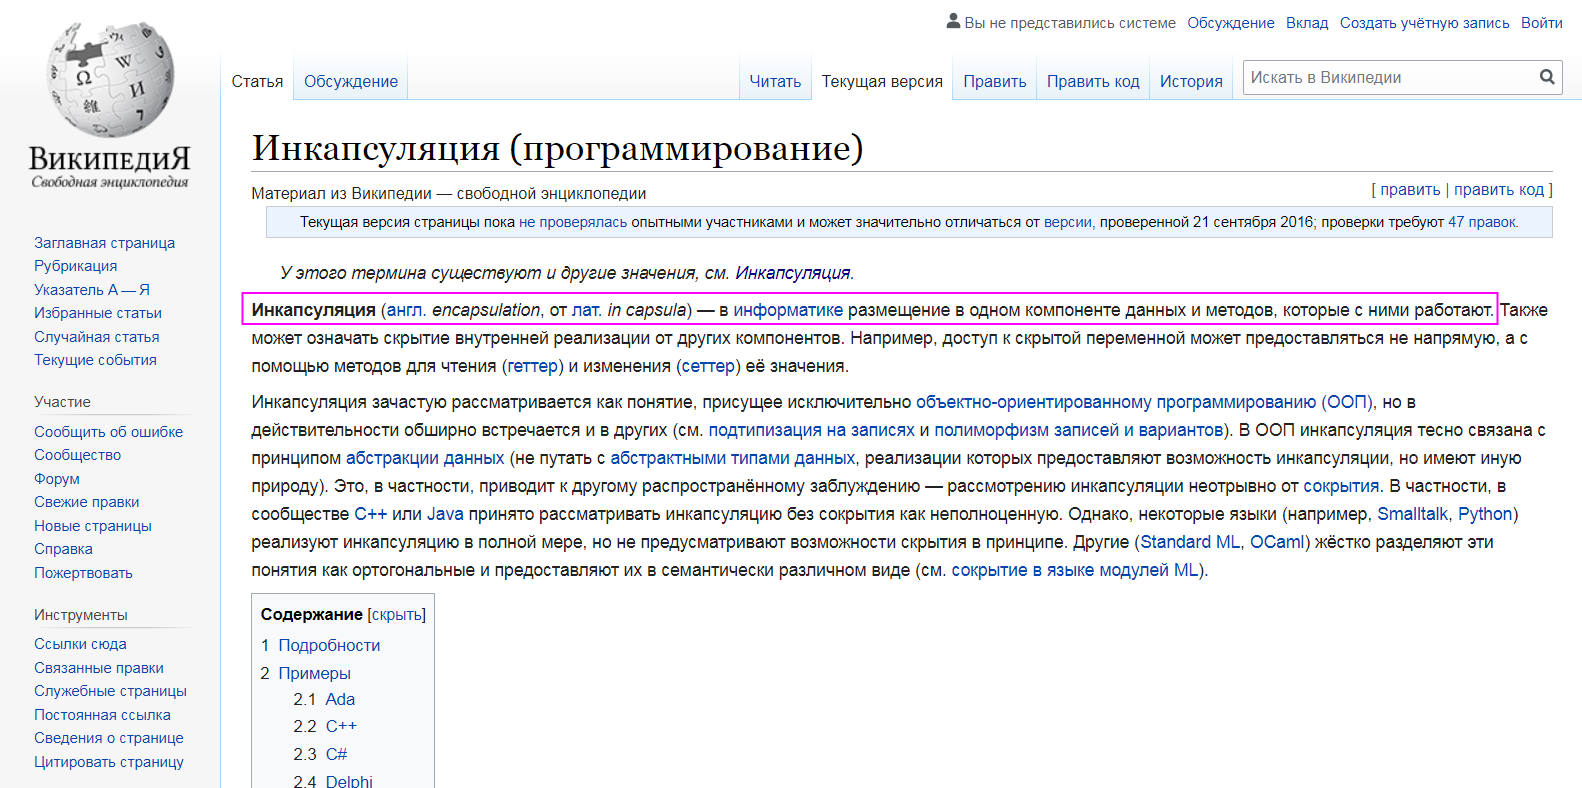 Вы не представились системе Обсуждение Вклад Создать учётную запись Войти
Статья Обсуждение Читать Текущая версия Править Править код История Искать в Википедии
ВикипедиЯ
Свободная энциклопедия
Заглавная страница
Рубрикация
Указатель А — Я
Избранные статьи
Случайная статья
Текущие события
Участие
Сообщить об ошибке
Сообщество
Форум
Свежие правки
Новые страницы
Справка
Пожертвовать
Инструменты
Ссылки сюда
Связанные правки
Служебные страницы
Постоянная ссылка
Сведения о странице
Цитировать страницу
Инкапсуляция (программирование)
Материал из Википедии — свободной энциклопедии [ править | править код ]
Текущая версия страницы пока не проверялась опытными участниками и может значительно отличаться от версии, проверенной 21 сентября 2016; проверки требуют 47 правок.
У этого термина существуют и другие значения, см. Инкапсуляция.
Инкапсуляция (англ. encapsulation, от лат. in capsula) — в информатике размещение в одном компоненте данных и методов, которые с ними работают. Также
может означать скрытие внутренней реализации от других компонентов. Например, доступ к скрытой переменной может предоставляться не напрямую, а с
помощью методов для чтения (геттер) и изменения (сеттер) её значения.
Инкапсуляция зачастую рассматривается как понятие, присущее исключительно объектно-ориентированному программированию (ООП), но в
действительности обширно встречается и в других (см. подтипизация на записях и полиморфизм записей и вариантов). В ООП инкапсуляция тесно связана с
принципом абстракции данных (не путать с абстрактными типами данных, реализации которых предоставляют возможность инкапсуляции, но имеют иную
природу). Это, в частности, приводит к другому распространённому заблуждению — рассмотрению инкапсуляции неотрывно от сокрытия. В частности, в
сообществе C++ или Java принято рассматривать инкапсуляцию без сокрытия как неполноценную. Однако, некоторые языки (например, Smalltalk, Python)
реализуют инкапсуляцию в полной мере, но не предусматривают возможности скрытия в принципе. Другие (Standard ML, OCaml) жёстко разделяют эти
понятия как ортогональные и предоставляют их в семантически различном виде (см. сокрытие в языке модулей ML).
Содержание [скрыть]
1 Подробности
2 Примеры
2.1 Ada
2.2 C++
2.3 C#
2.4 Delphi